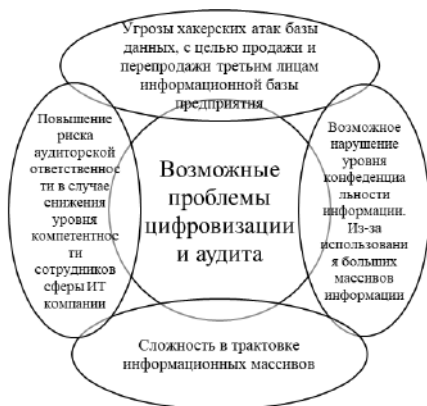 Угрозы хакерских атак базы
данных, с целью продажи и
перепродажи третьим лицам
информационной базы
предприятия
Повышение
риска
аудиторской
ответственнос
ти в случае
снижения
уровня
компетентнос
ти
сотрудников
сферы ИТ
компании
Возможные
проблемы
цифровизации
и аудита
Возможное
нарушение
уровня
конфеденциа
льности
информации.
Из-за
использовани
я больших
массивов
информации
Сложность в трактовке
информационных массивов